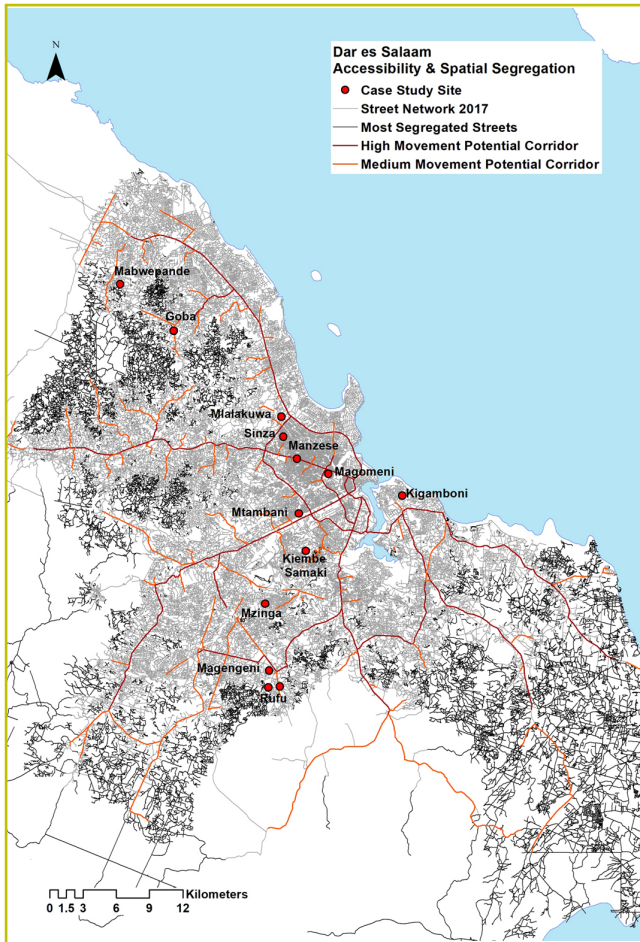 N
Dar es Salaam
Accessibility & Spatial Segregation
Case Study Site
Street Network 2017
Most Segregated Streets
High Movement Potential Corridor
Medium Movement Potential Corridor
Mabwepande
Goba
Mlalakuwa
Sinza
Manzese
Magomeni
Kigamboni
Mtambani
Kiembe
Samaki
Mzinga
Magengeni
Rufu
Kilometers
0 1.5 3 6 9 12